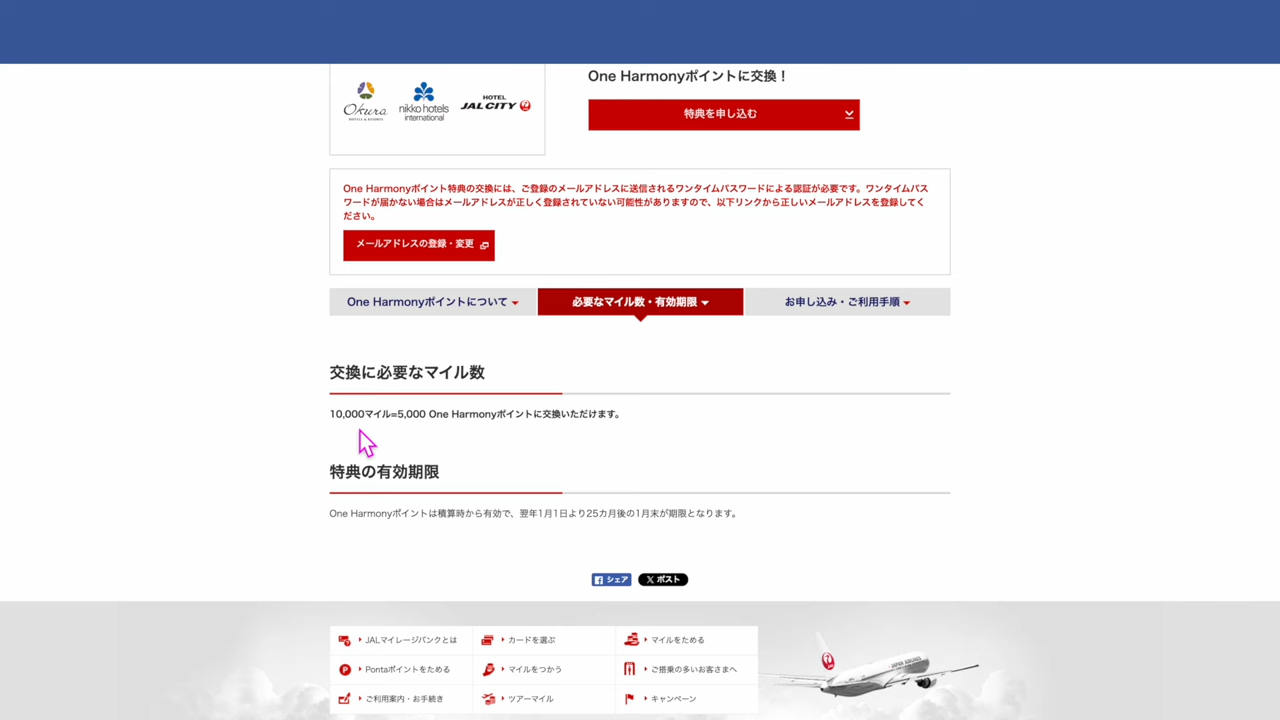 One Harmonyポイントに交換！
Okura
HOTELS & RESORTS
nikko hotels
international
HOTEL
JAL CITY
特典を申し込む
One Harmonyポイント特典の交換には、ご登録のメールアドレスに送信されるワンタイムパスワードによる認証が必要です。ワンタイムパス
ワードが届かない場合はメールアドレスが正しく登録されていない可能性がありますので、以下リンクから正しいメールアドレスを登録してく
ださい。
メールアドレスの登録・変更
One Harmonyポイントについて
必要なマイル数・有効期限
お申し込み・ご利用手順
交換に必要なマイル数
10,000マイル=5,000 One Harmonyポイントに交換いただけます。
特典の有効期限
One Harmonyポイントは積算時から有効で、翌年1月1日より25カ月後の1月末が期限となります。
シェア
ポスト
JALマイレージバンクとは
カードを選ぶ
マイルをためる
Pontaポイントをためる
マイルをつかう
ご搭乗の多いお客さまへ
ご利用案内・お手続き
ツアーマイル
キャンペーン
JAPAN AIRLINES